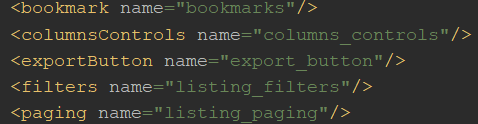 <bookmark name="bookmarks"/>
<columnsControls name="columns_controls"/>
<exportButton name="export_button"/>
<filters name="listing_filters"/>
<paging name="listing_paging"/>